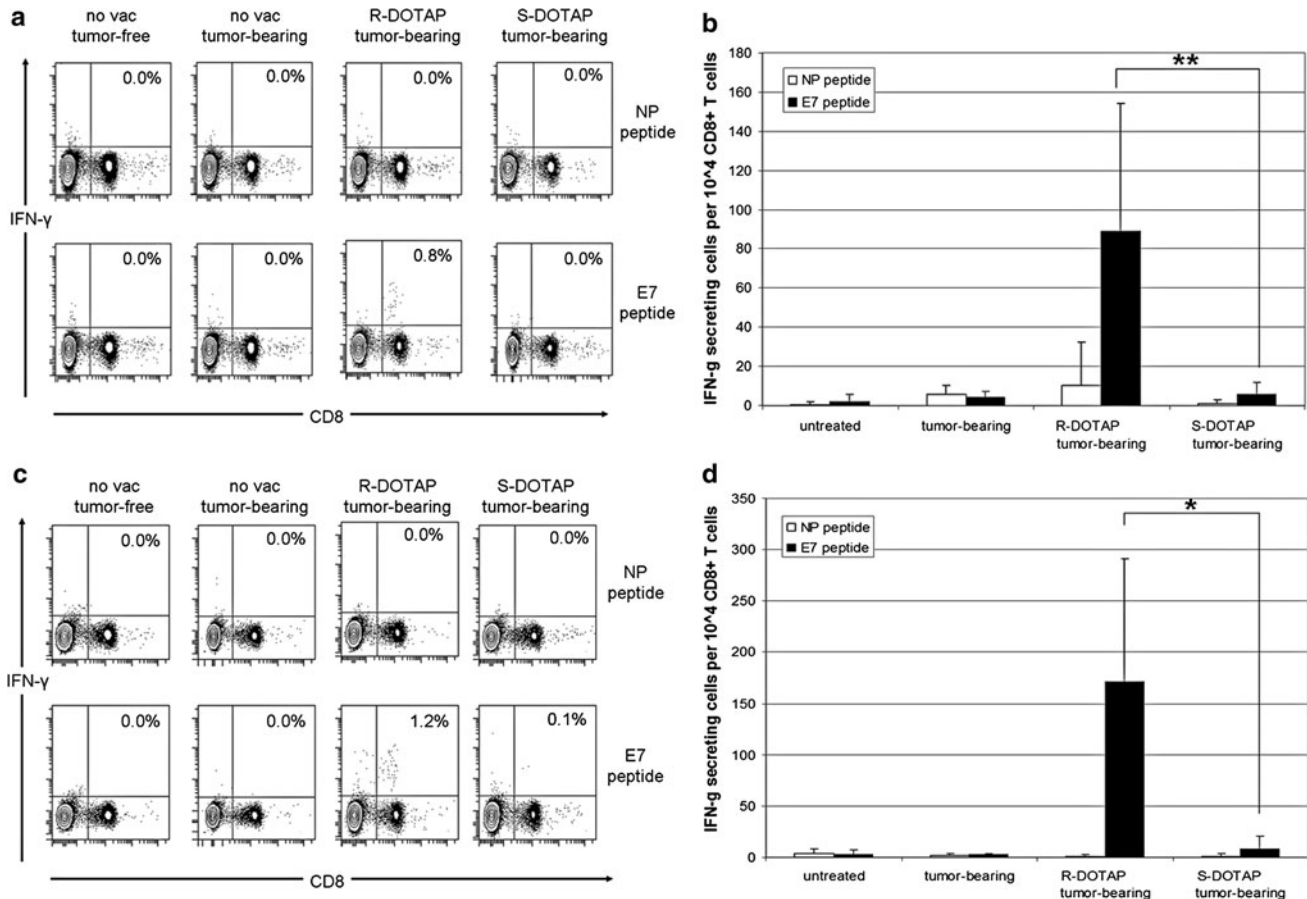 a
no vac
tumor-free
no vac
tumor-bearing
R-DOTAP
tumor-bearing
S-DOTAP
tumor-bearing
0.0%
0.0%
0.0%
0.0%
NP
peptide
IFN-γ
0.0%
0.0%
0.8%
0.0%
E7
peptide
CD8
b
180
160
140
120
100
80
60
40
20
0
IFN-g secreting cells per 10^4 CD8+ T cells
NP peptide
E7 peptide
**
untreated
tumor-bearing
R-DOTAP
tumor-bearing
S-DOTAP
tumor-bearing
c
no vac
tumor-free
no vac
tumor-bearing
R-DOTAP
tumor-bearing
S-DOTAP
tumor-bearing
0.0%
0.0%
0.0%
0.0%
NP
peptide
IFN-γ
0.0%
0.0%
1.2%
0.1%
E7
peptide
CD8
d
350
300
250
200
150
100
50
0
IFN-g secreting cells per 10^4 CD8+ T cells
NP peptide
E7 peptide
*
untreated
tumor-bearing
R-DOTAP
tumor-bearing
S-DOTAP
tumor-bearing